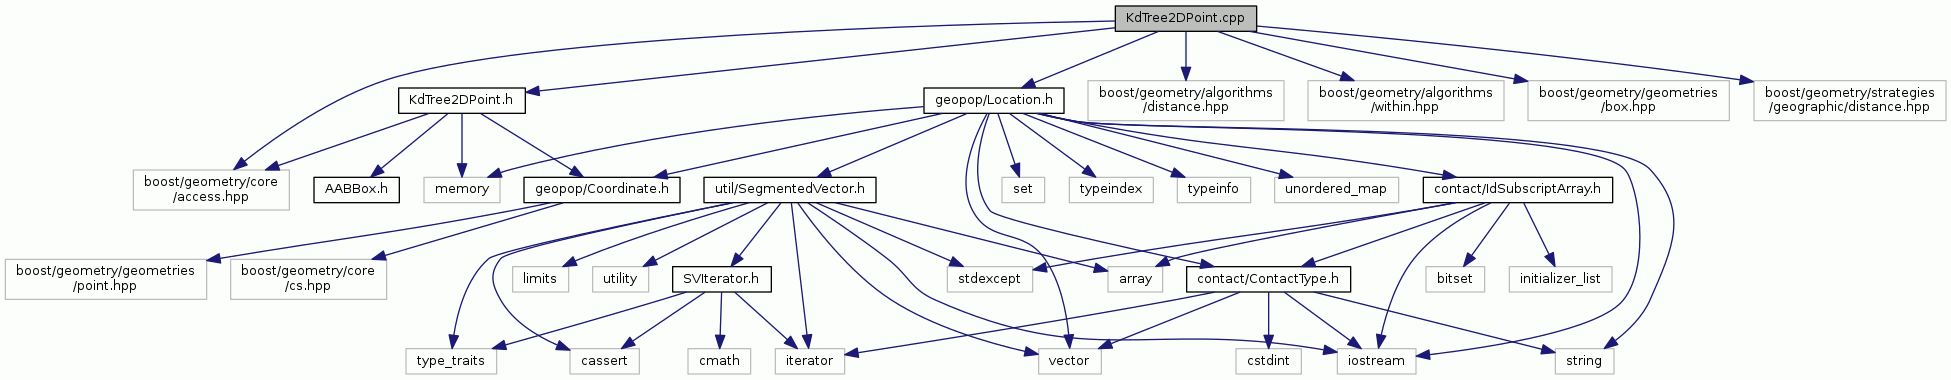 KdTree2DPoint.cpp
KdTree2DPoint.h
geopop/Location.h
boost/geometry/algorithms
/distance.hpp
boost/geometry/algorithms
/within.hpp
boost/geometry/geometries
/box.hpp
boost/geometry/strategies
/geographic/distance.hpp
boost/geometry/core
/access.hpp
AABBox.h
memory
geopop/Coordinate.h
util/SegmentedVector.h
set
typeindex
typeinfo
unordered_map
contact/IdSubscriptArray.h
boost/geometry/geometries
/point.hpp
boost/geometry/core
/cs.hpp
limits
utility
SVIterator.h
stdexcept
array
contact/ContactType.h
bitset
initializer_list
type_traits
cassert
cmath
iterator
vector
cstdint
iostream
string